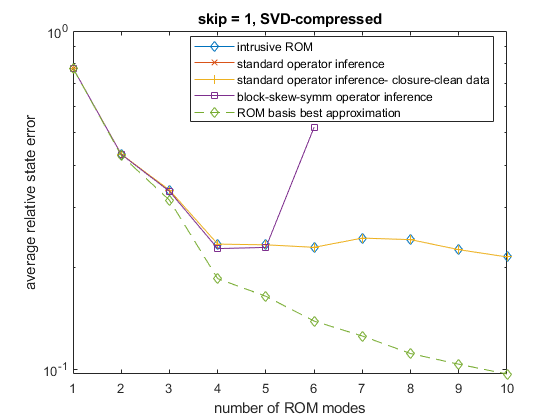 skip = 1, SVD-compressed
10^0
intrusive ROM
standard operator inference
standard operator inference- closure-clean data
block-skew-symm operator inference
ROM basis best approximation
average relative state error
10^-1
1 2 3 4 5 6 7 8 9 10
number of ROM modes